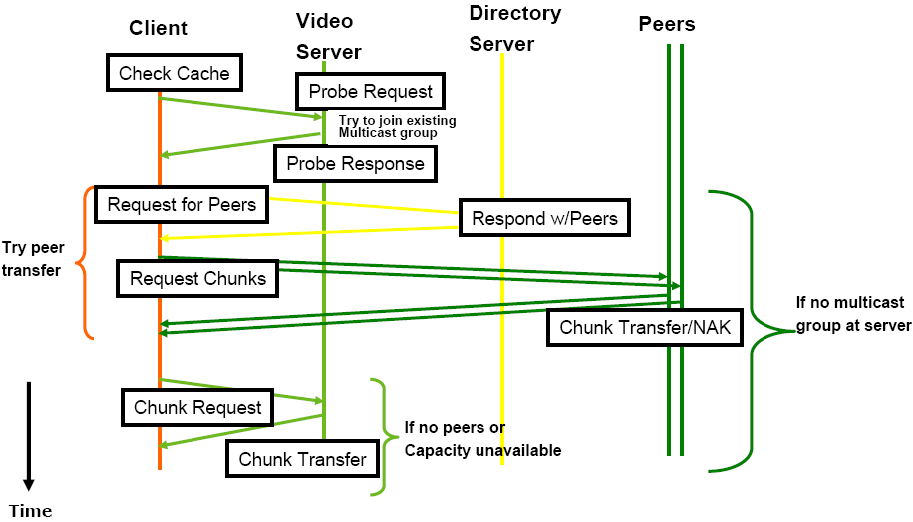 Client
Video
Server
Directory
Server
Peers
Check Cache
Probe Request
Try to join existing
Multicast group
Probe Response
Request for Peers
Respond w/Peers
Try peer
transfer
Request Chunks
If no multicast
group at server
Chunk Transfer/NAK
Chunk Request
If no peers or
Capacity unavailable
Chunk Transfer
Time